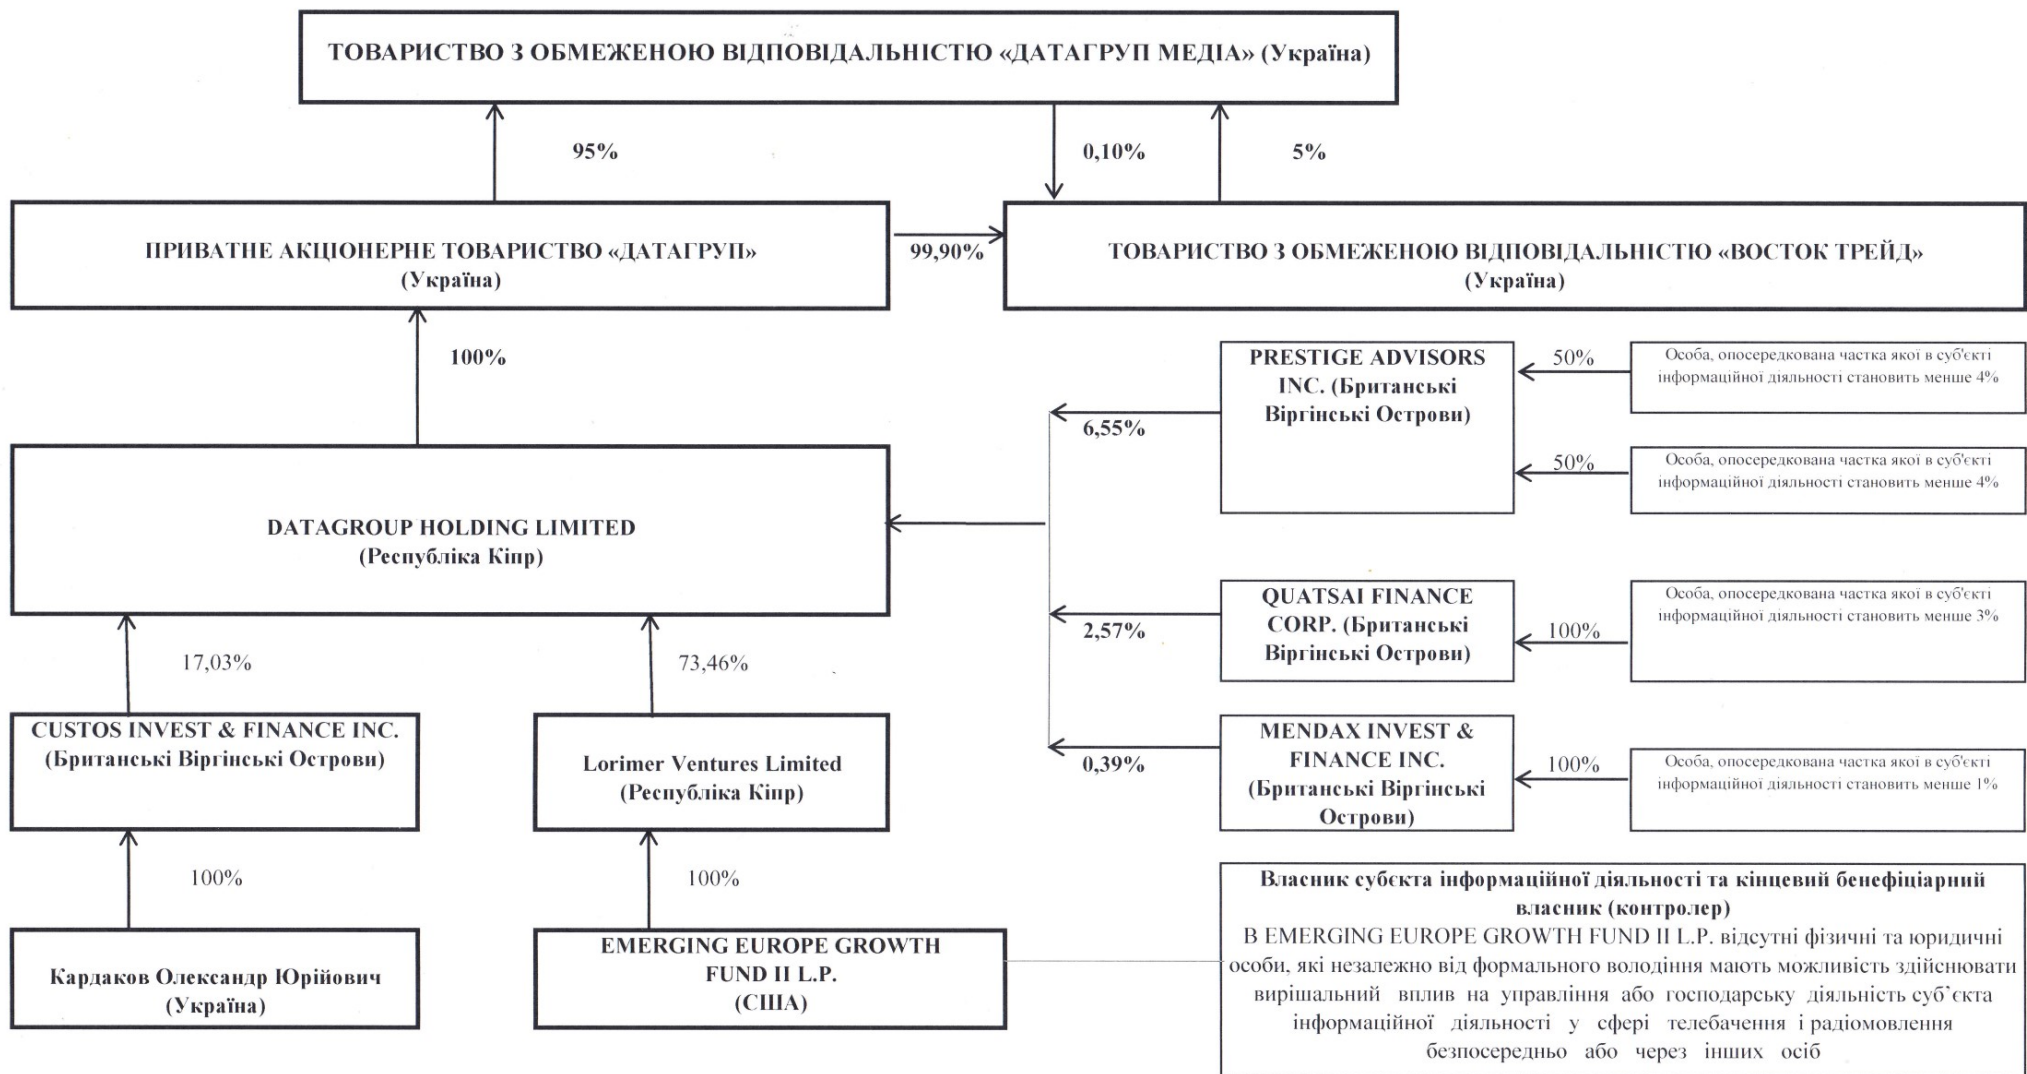 ТОВАРИСТВО З ОБМЕЖЕНОЮ ВІДПОВІДАЛЬНІСТЮ «ДАТАГРУП МЕДІА» (Україна)
95%
0,10%
5%
ПРИВАТНЕ АКЦІОНЕРНЕ ТОВАРИСТВО «ДАТАГРУП»
(Україна)
99,90%
ТОВАРИСТВО З ОБМЕЖЕНОЮ ВІДПОВІДАЛЬНІСТЮ «ВОСТОК ТРЕЙД»
(Україна)
100%
PRESTIGE ADVISORS
INC. (Британські
Віргінські Острови)
50%
Особа, опосередкована частка якої в суб'єкті
інформаційної діяльності становить менше 4%
6,55%
50%
Особа, опосередкована частка якої в суб'єкті
інформаційної діяльності становить менше 4%
DATAGROUP HOLDING LIMITED
(Республіка Кіпр)
QUATSAI FINANCE
CORP. (Британські
Віргінські Острови)
2,57%
100%
Особа, опосередкована частка якої в суб'єкті
інформаційної діяльності становить менше 3%
17,03%
73,46%
CUSTOS INVEST & FINANCE INC.
(Британські Віргінські Острови)
Lorimer Ventures Limited
(Республіка Кіпр)
MENDAX INVEST &
FINANCE INC.
(Британські Віргінські
Острови)
0,39%
100%
Особа, опосередкована частка якої в суб'єкті
інформаційної діяльності становить менше 1%
100%
100%
Кардаков Олександр Юрійович
(Україна)
EMERGING EUROPE GROWTH
FUND II L.P.
(США)
Власник субєкта інформаційної діяльності та кінцевий бенефіціарний
власник (контролер)
В EMERGING EUROPE GROWTH FUND II L.P. відсутні фізичні та юридичні
особи, які незалежно від формального володіння мають можливість здійснювати
вирішальний вплив на управління або господарську діяльність суб'єкта
інформаційної діяльності у сфері телебачення і радіомовлення
безпосередньо або через інших осіб